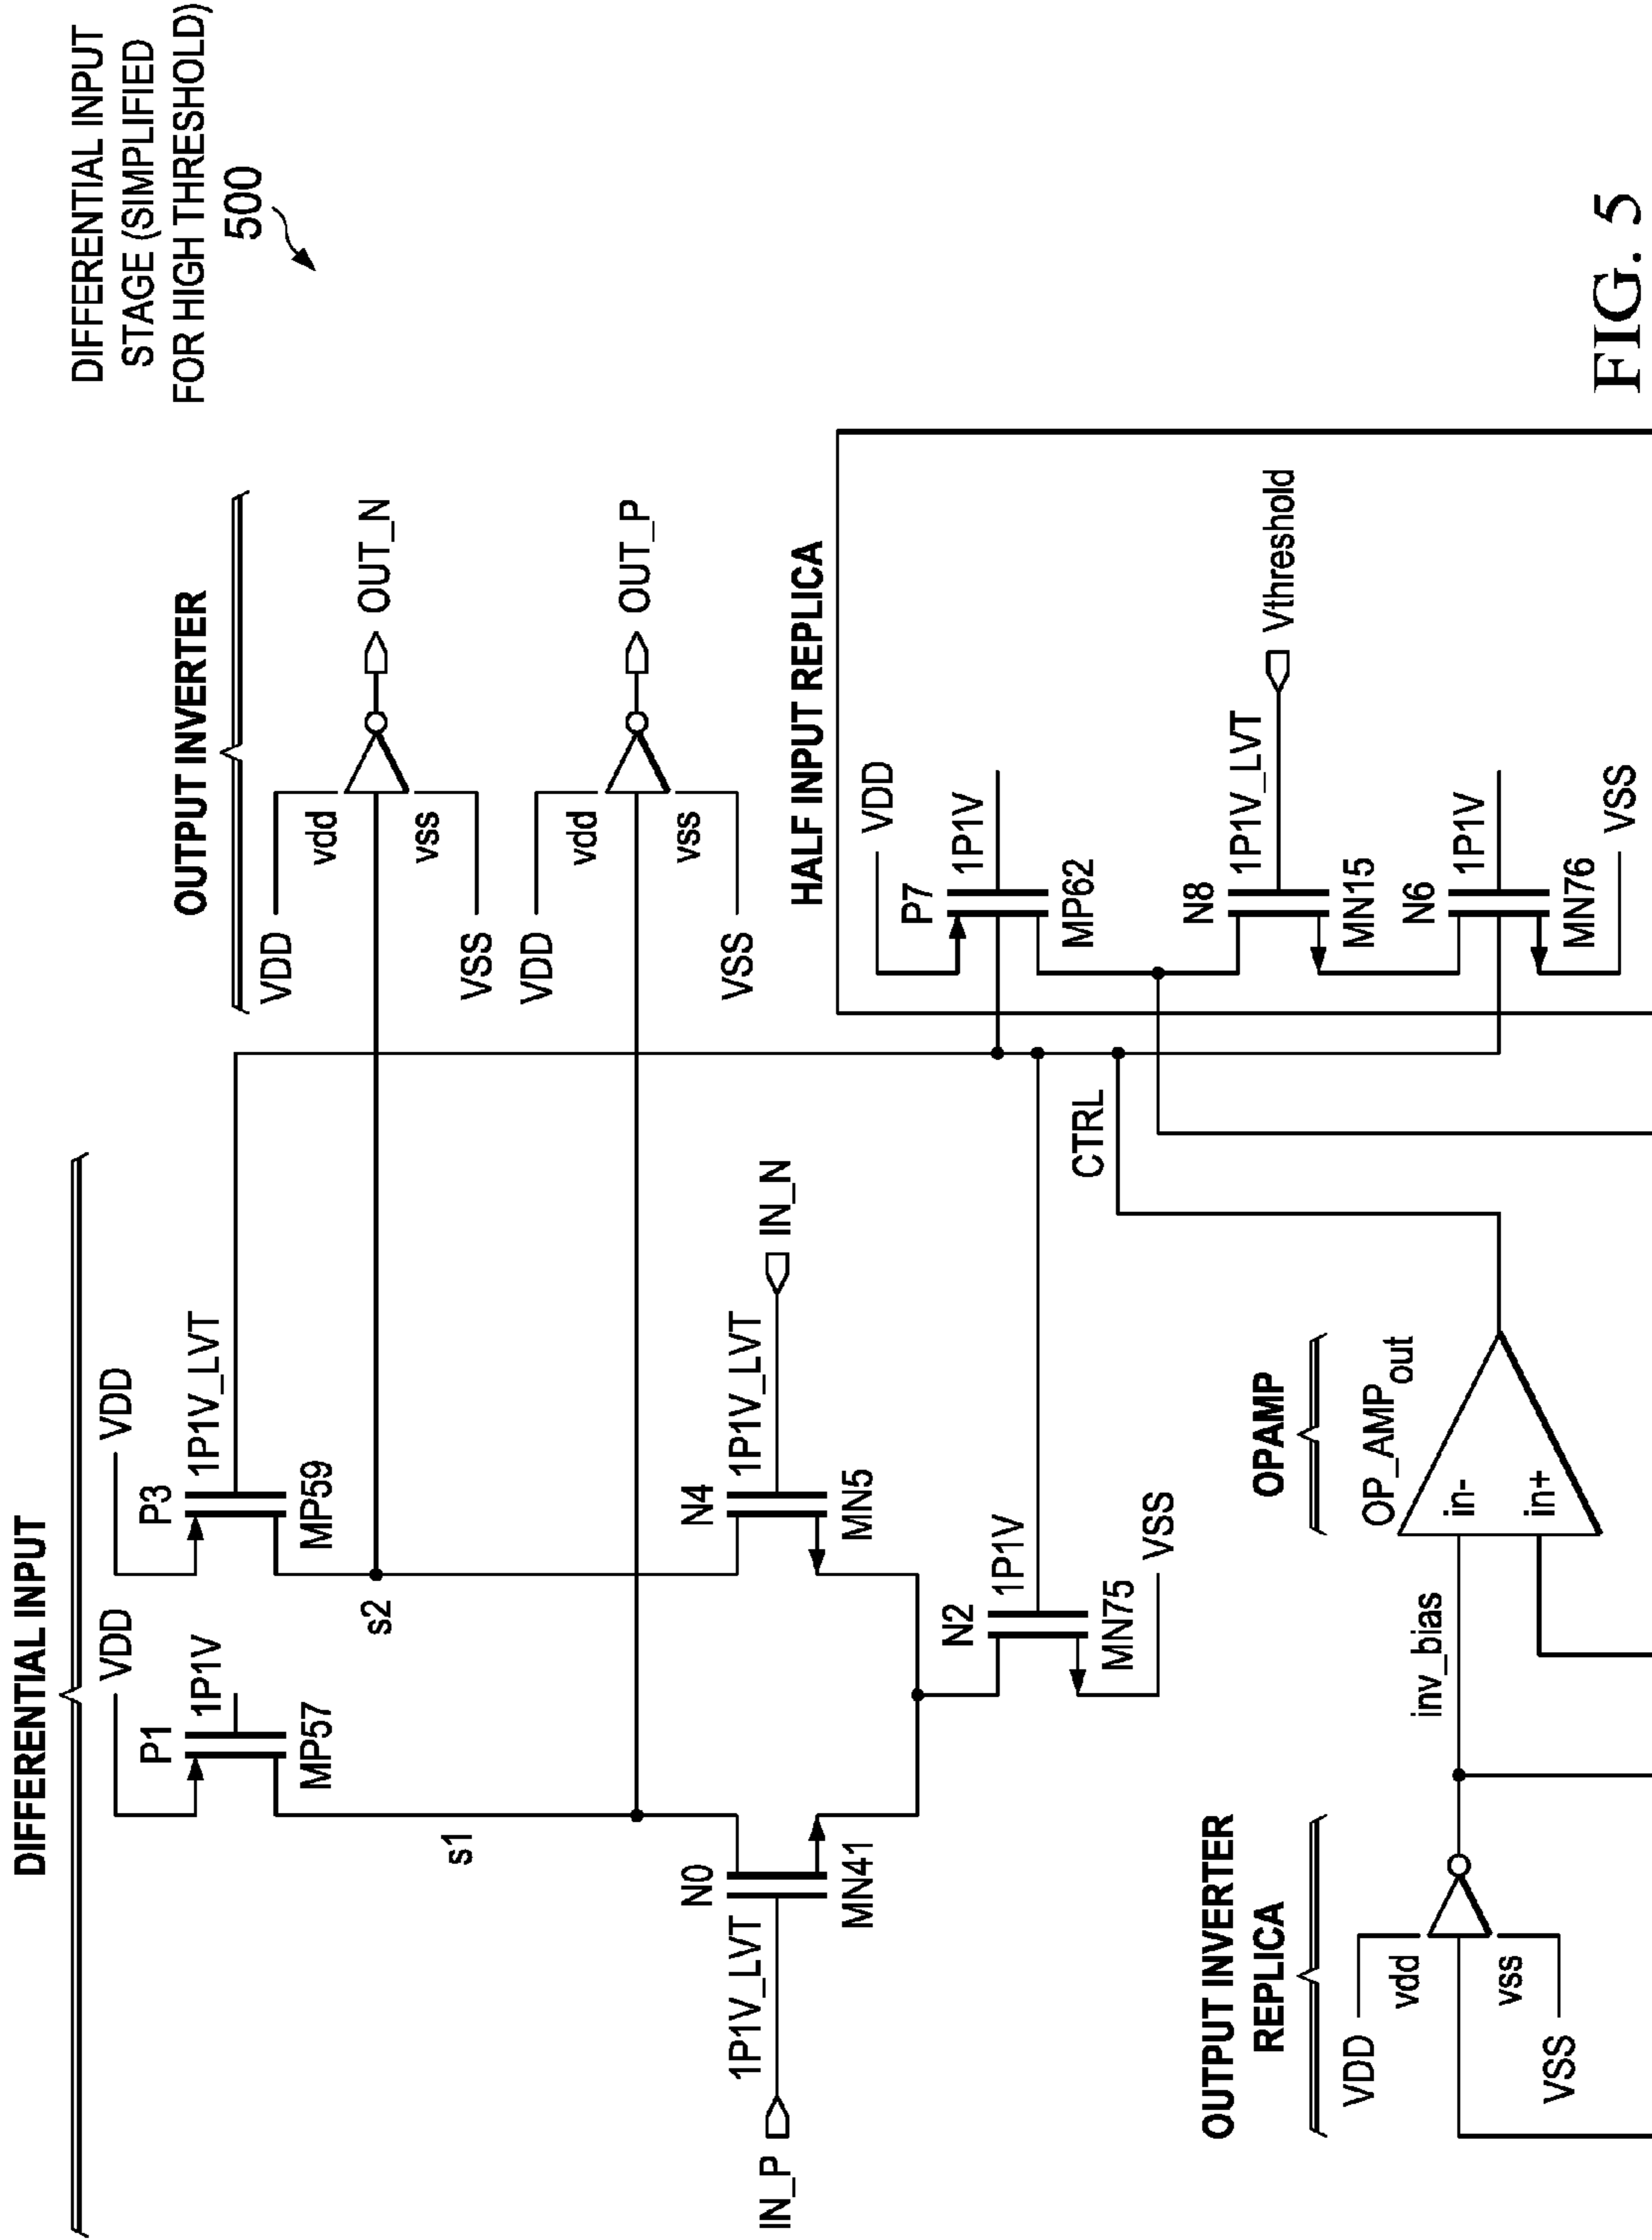 DIFFERENTIAL INPUT
STAGE (SIMPLIFIED
FOR HIGH THRESHOLD)
500
DIFFERENTIAL INPUT
VDD
P1
1P1V
MP57
s1
VDD
P3
1P1V_LVT
MP59
s2
IN_P
1P1V_LVT
N0
MN41
N4
1P1V_LVT
MN5
IN_N
N2
1P1V
MN75
VSS
OUTPUT INVERTER
VDD
vdd
vss
VSS
OUT_N
VDD
vdd
vss
VSS
OUT_P
HALF INPUT REPLICA
VDD
P7
1P1V
MP62
N8
1P1V_LVT
MN15
Vthreshold
N6
1P1V
MN76
VSS
CTRL
OUTPUT INVERTER
REPLICA
VDD
vdd
vss
VSS
inv_bias
OPAMP
OP_AMP
out
in-
in+
FIG. 5